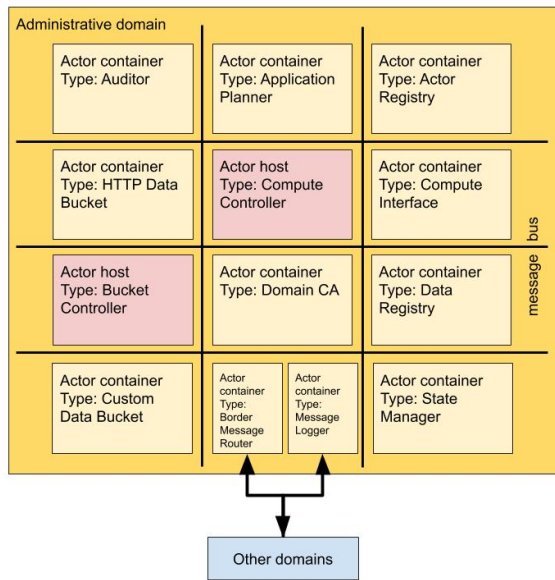 Administrative domain
Actor container
Type: Auditor
Actor container
Type: Application
Planner
Actor container
Type: Actor
Registry
Actor container
Type: HTTP Data
Bucket
Actor host
Type: Compute
Controller
Actor container
Type: Compute
Interface
message bus
Actor host
Type: Bucket
Controller
Actor container
Type: Domain CA
Actor container
Type: Data
Registry
Actor container
Type: Custom
Data Bucket
Actor
container
Type:
Border
Message
Router
Actor
container
Type:
Message
Logger
Actor container
Type: State
Manager
Other domains